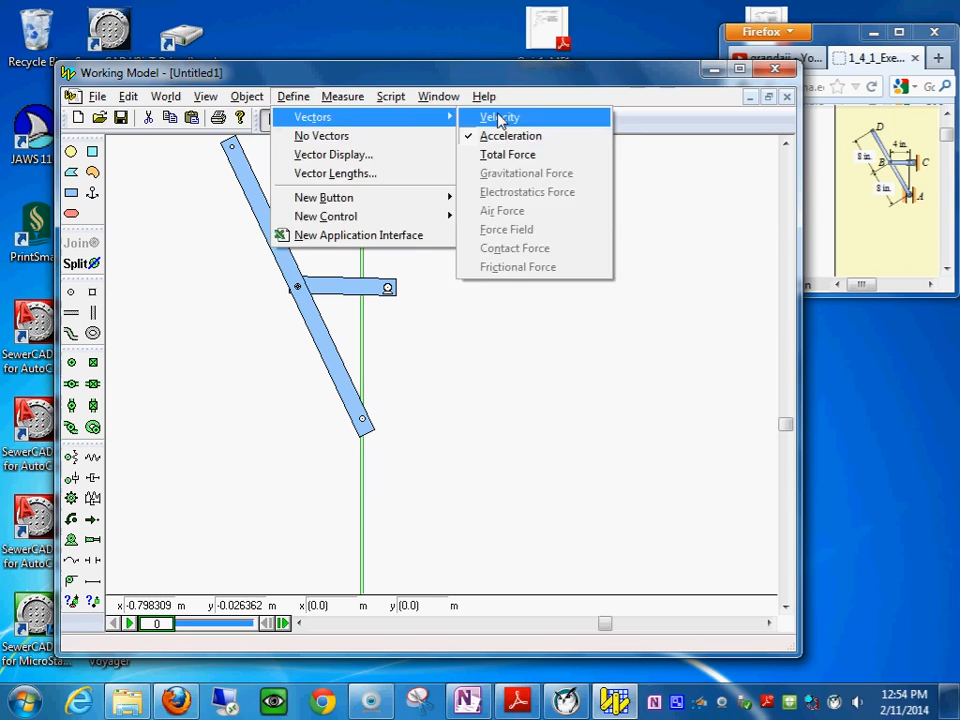 Recycle B
Firefox
Working Model - [Untitled1]
1_4_1_Exe...
File Edit World View Object Define Measure Script Window Help
Vectors
No Vectors
Vector Display...
Vector Lengths...
New Button
New Control
New Application Interface
Velocity
Acceleration
Total Force
Gravitational Force
Electrostatics Force
Air Force
Force Field
Contact Force
Frictional Force
JAWS 11
Join
Split
PrintSma
D
4 in.
8 in.
B
C
8 in.
A
SewerCAD
for AutoC
SewerCAD
for AutoC
SewerCAD
for AutoC
SewerCAD
for MicroSta...
Voyager
x -0.798309 m y -0.026362 m x (0.0) m y (0.0) m
0
12:54 PM
2/11/2014